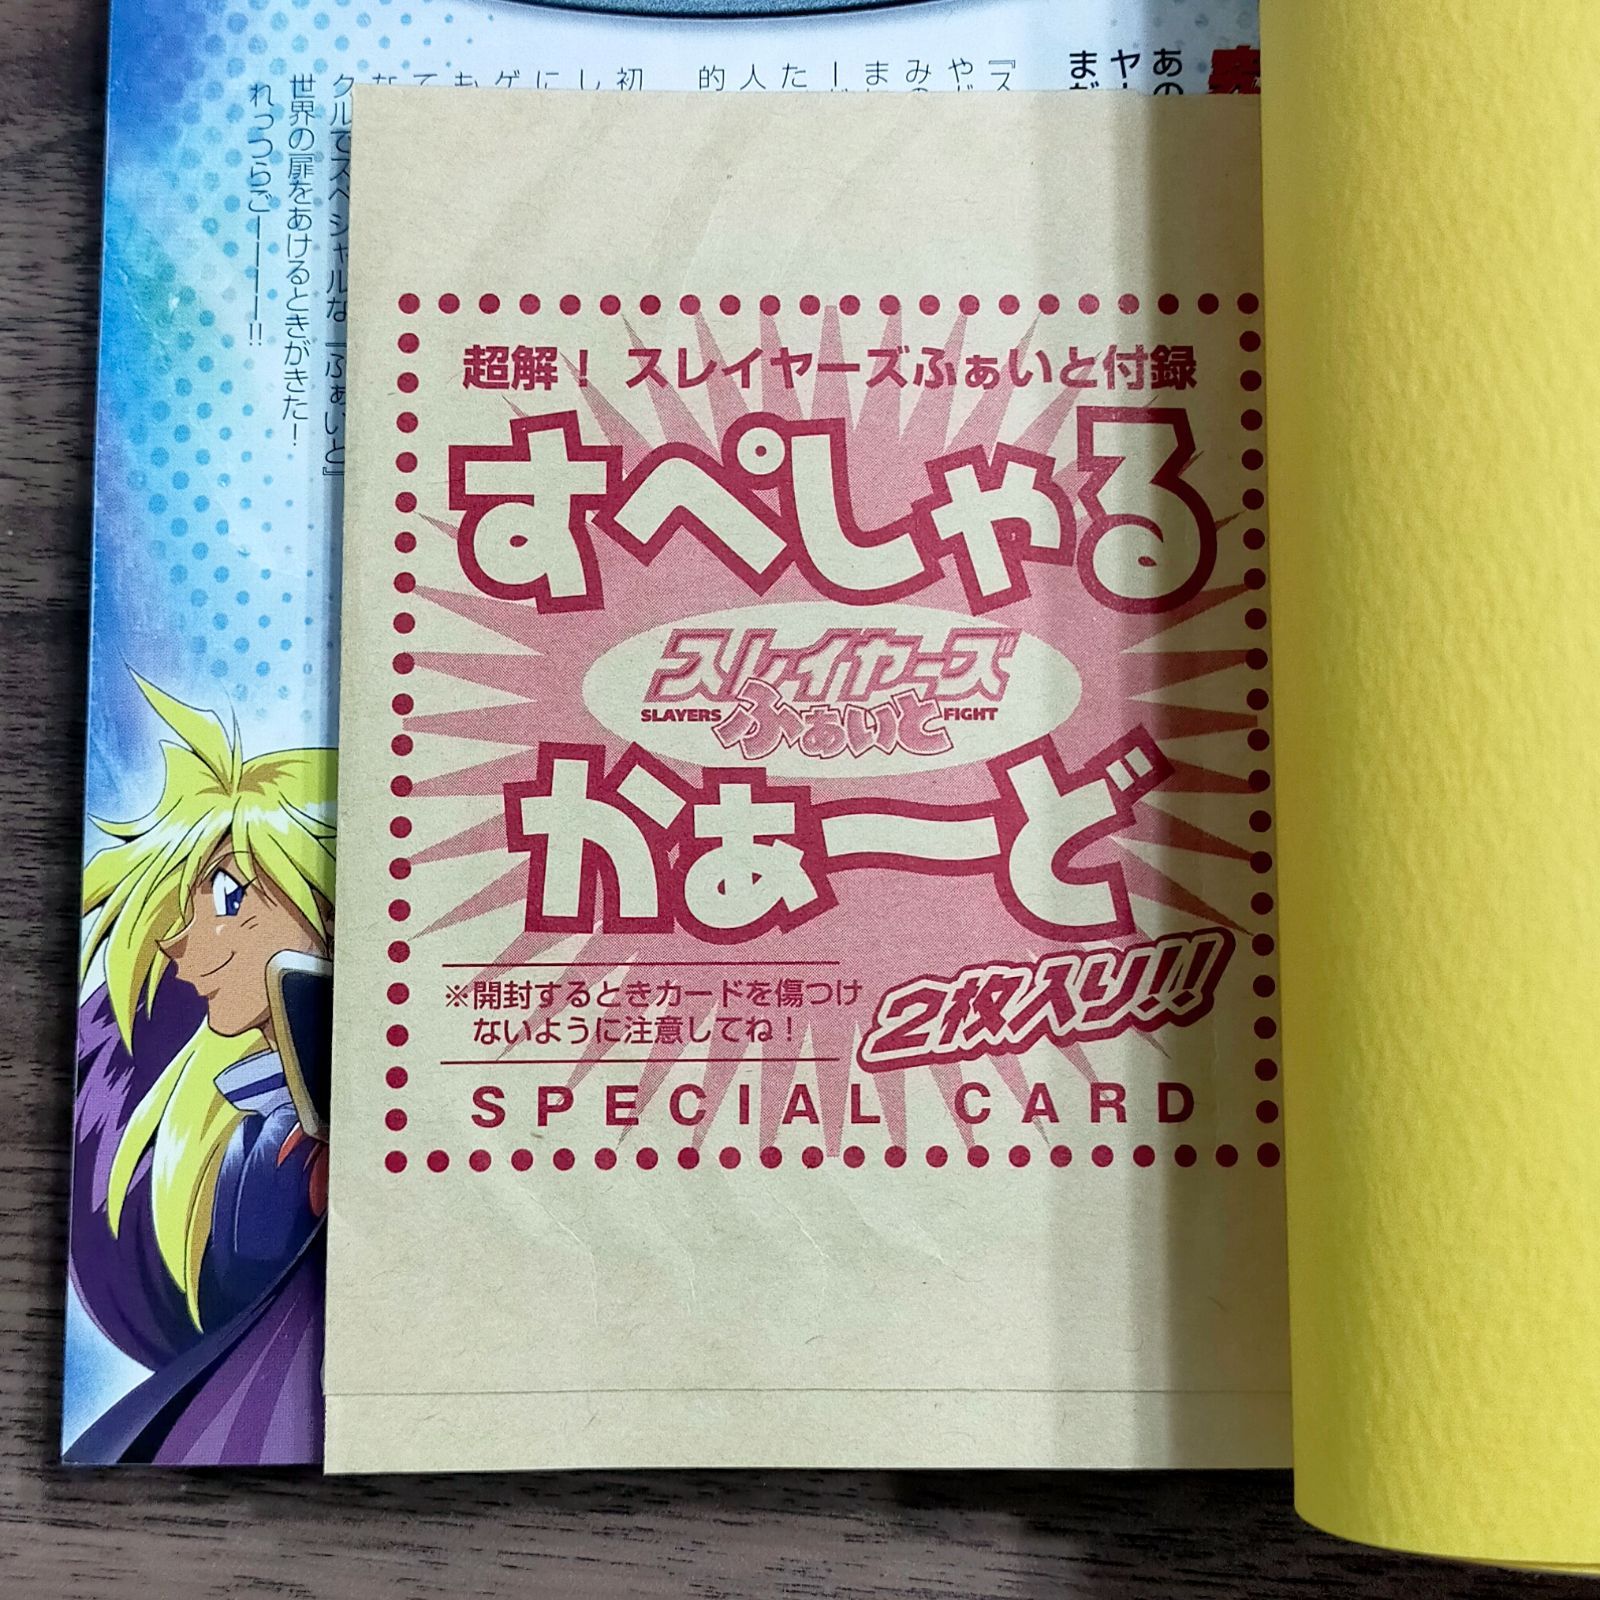 超解！ スレイヤーズふぁいと付録
すぺしゃる
スレイヤーズ
SLAYERS ふぁいと FIGHT
かぁーど
※開封するときカードを傷つけ
ないように注意してね！
2枚入り!!
SPECIAL CARD
クルでスペシャルな『ふぁいと』
世界の扉をあけるときがきた！
れっつらごーーーー!!